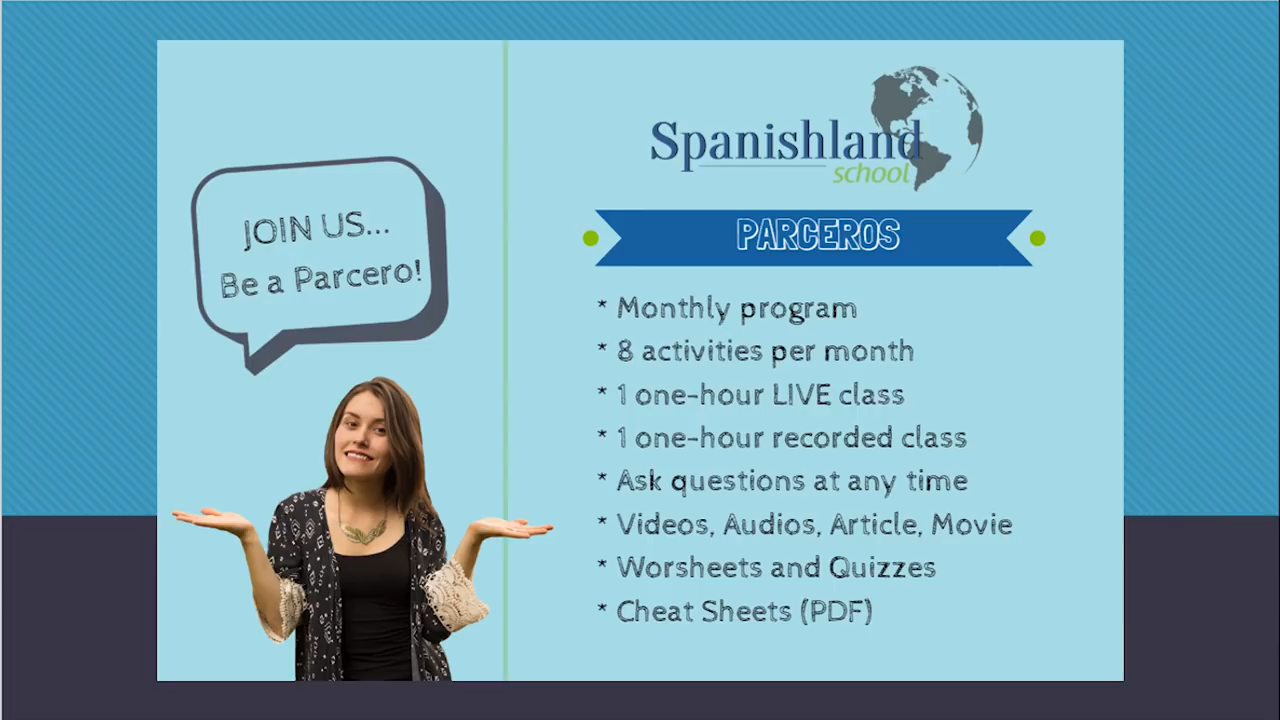 JOIN US...
Be a Parcero!
Spanishland
school
PARCEROS
* Monthly program
* 8 activities per month
* 1 one-hour LIVE class
* 1 one-hour recorded class
* Ask questions at any time
* Videos, Audios, Article, Movie
* Worsheets and Quizzes
* Cheat Sheets (PDF)